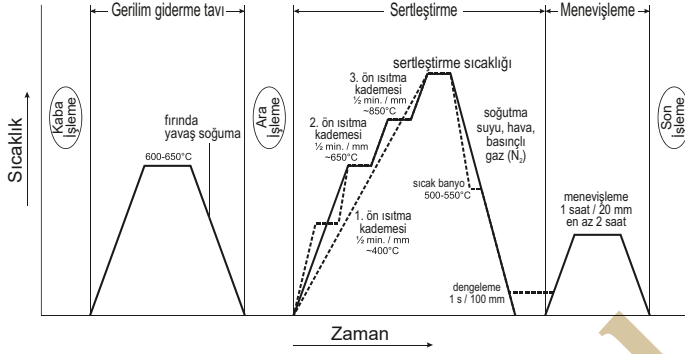 Gerilim giderme tavı
Sertleştirme
Menevişleme
Sıcaklık
Kaba
İşleme
fırında
yavaş soğuma
600-650°C
Ara
İşleme
3. ön ısıtma
kademesi
½ min. / mm
~850°C
2. ön ısıtma
kademesi
½ min. / mm
~650°C
1. ön ısıtma
kademesi
½ min. / mm
~400°C
sertleştirme sıcaklığı
soğutma
suyu, hava,
basınçlı
gaz (N₂)
sıcak banyo
500-550°C
dengeleme
1 s / 100 mm
menevişleme
1 saat / 20 mm
en az 2 saat
Son
İşleme
Zaman